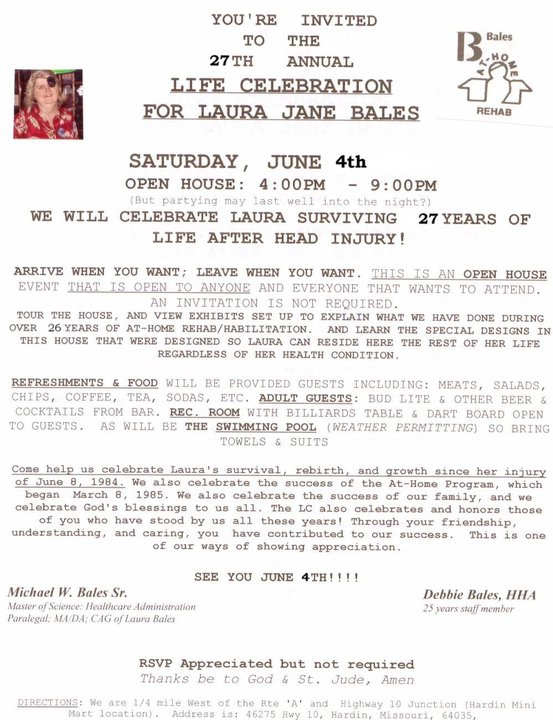 YOU'RE INVITED
TO THE
27TH ANNUAL
LIFE CELEBRATION
FOR LAURA JANE BALES
B Bales
AT-HOME
REHAB
SATURDAY, JUNE 4th
OPEN HOUSE: 4:00PM - 9:00PM
(But partying may last well into the night?)
WE WILL CELEBRATE LAURA SURVIVING 27 YEARS OF
LIFE AFTER HEAD INJURY!
ARRIVE WHEN YOU WANT; LEAVE WHEN YOU WANT. THIS IS AN OPEN HOUSE
EVENT THAT IS OPEN TO ANYONE AND EVERYONE THAT WANTS TO ATTEND.
AN INVITATION IS NOT REQUIRED.
TOUR THE HOUSE, AND VIEW EXHIBITS SET UP TO EXPLAIN WHAT WE HAVE DONE DURING
OVER 26 YEARS OF AT-HOME REHAB/HABILITATION. AND LEARN THE SPECIAL DESIGNS IN
THIS HOUSE THAT WERE DESIGNED SO LAURA CAN RESIDE HERE THE REST OF HER LIFE
REGARDLESS OF HER HEALTH CONDITION.
REFRESHMENTS & FOOD WILL BE PROVIDED GUESTS INCLUDING: MEATS, SALADS,
CHIPS, COFFEE, TEA, SODAS, ETC. ADULT GUESTS: BUD LITE & OTHER BEER &
COCKTAILS FROM BAR. REC. ROOM WITH BILLIARDS TABLE & DART BOARD OPEN
TO GUESTS. AS WILL BE THE SWIMMING POOL (WEATHER PERMITTING) SO BRING
TOWELS & SUITS
Come help us celebrate Laura's survival, rebirth, and growth since her injury
of June 8, 1984. We also celebrate the success of the At-Home Program, which
began March 8, 1985. We also celebrate the success of our family, and we
celebrate God's blessings to us all. The LC also celebrates and honors those
of you who have stood by us all these years! Through your friendship,
understanding, and caring, you have contributed to our success. This is one
of our ways of showing appreciation.
SEE YOU JUNE 4TH!!!!
Michael W. Bales Sr.
Master of Science: Healthcare Administration
Paralegal; MA/DA; CAG of Laura Bales
Debbie Bales, HHA
25 years staff member
RSVP Appreciated but not required
Thanks be to God & St. Jude, Amen
DIRECTIONS: We are 1/4 mile West of the Rte 'A' and Highway 10 Junction (Hardin Mini
Mart location). Address is: 46275 Hwy 10, Hardin, Missouri, 64035,